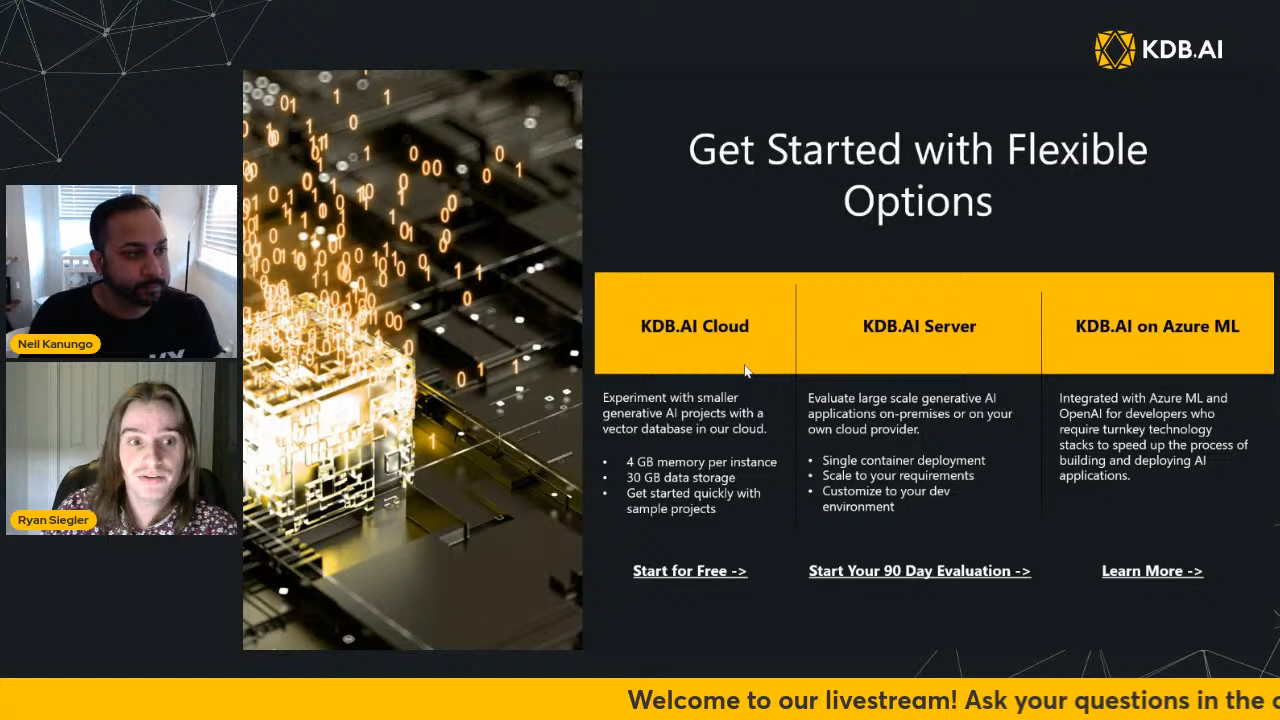 KDB.AI
Get Started with Flexible
Options
Neil Kanungo
Ryan Siegler
KDB.AI Cloud
Experiment with smaller
generative AI projects with a
vector database in our cloud.
• 4 GB memory per instance
• 30 GB data storage
• Get started quickly with
sample projects
Start for Free ->
KDB.AI Server
Evaluate large scale generative AI
applications on-premises or on your
own cloud provider.
• Single container deployment
• Scale to your requirements
• Customize to your dev
environment
Start Your 90 Day Evaluation ->
KDB.AI on Azure ML
Integrated with Azure ML and
OpenAI for developers who
require turnkey technology
stacks to speed up the process of
building and deploying AI
applications.
Learn More ->
Welcome to our livestream! Ask your questions in the